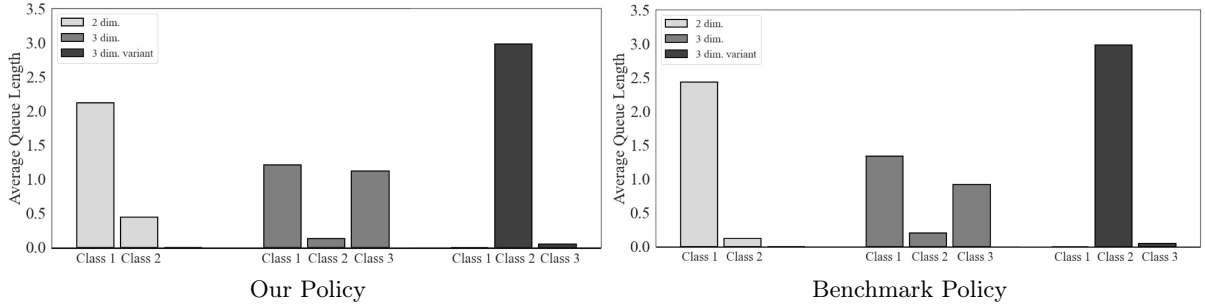 Average Queue Length
3.0
2.5
2.0
1.5
1.0
0.5
0.0
2 dim.
3 dim.
3 dim. variant
Class 1 Class 2 Class 1 Class 2 Class 3 Class 1 Class 2 Class 3
Our Policy
Average Queue Length
3.5
3.0
2.5
2.0
1.5
1.0
0.5
0.0
2 dim.
3 dim.
3 dim. variant
Class 1 Class 2 Class 1 Class 2 Class 3 Class 1 Class 2 Class 3
Benchmark Policy